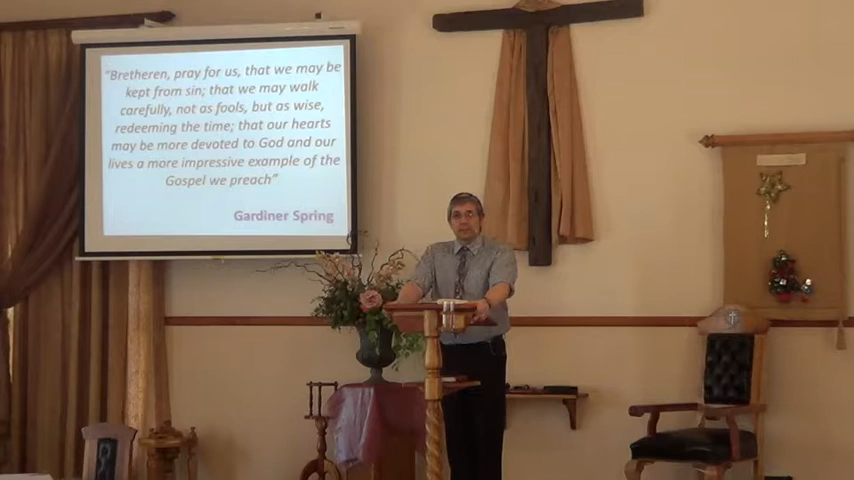 "Bretheren, pray for us, that we may be
kept from sin; that we may walk
carefully, not as fools, but as wise,
redeeming the time; that our hearts
may be more devoted to God and our
lives a more impressive example of the
Gospel we preach"
Gardiner Spring